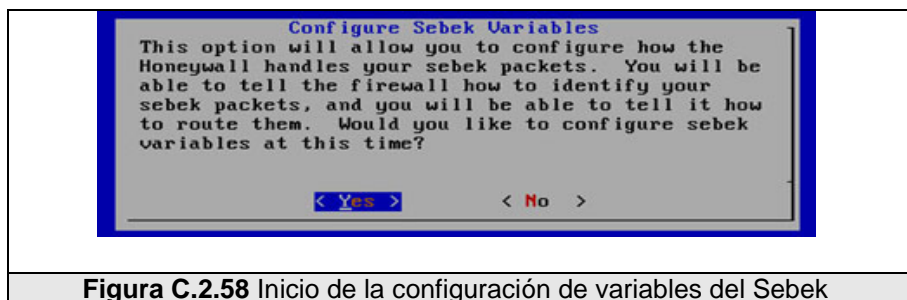 Configure Sebek Variables
This option will allow you to configure how the
Honeywall handles your sebek packets.  You will be
able to tell the firewall how to identify your
sebek packets, and you will be able to tell it how
to route them.  Would you like to configure sebek
variables at this time?
< Yes > < No >
Figura C.2.58 Inicio de la configuración de variables del Sebek